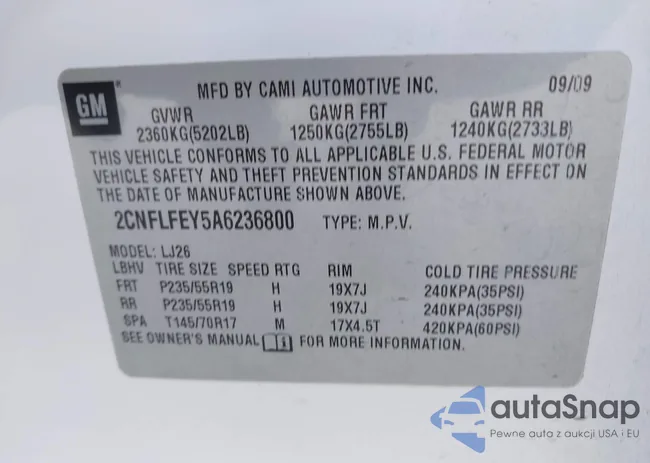 GM
MFD BY CAMI AUTOMOTIVE INC. 09/09
GVWR GAWR FRT GAWR RR
2360KG(5202LB) 1250KG(2755LB) 1240KG(2733LB)
THIS VEHICLE CONFORMS TO ALL APPLICABLE U.S. FEDERAL MOTOR
VEHICLE SAFETY AND THEFT PREVENTION STANDARDS IN EFFECT ON
THE DATE OF MANUFACTURE SHOWN ABOVE.
2CNFLFEY5A6236800 TYPE: M.P.V.
MODEL: LJ26
LBHV TIRE SIZE SPEED RTG RIM COLD TIRE PRESSURE
FRT P235/55R19 H 19X7J 240KPA(35PSI)
RR P235/55R19 H 19X7J 240KPA(35PSI)
SPA T145/70R17 M 17X4.5T 420KPA(60PSI)
SEE OWNER'S MANUAL FOR MORE INFORMATION.
autaSnap
Pewne auta z aukcji USA i EU